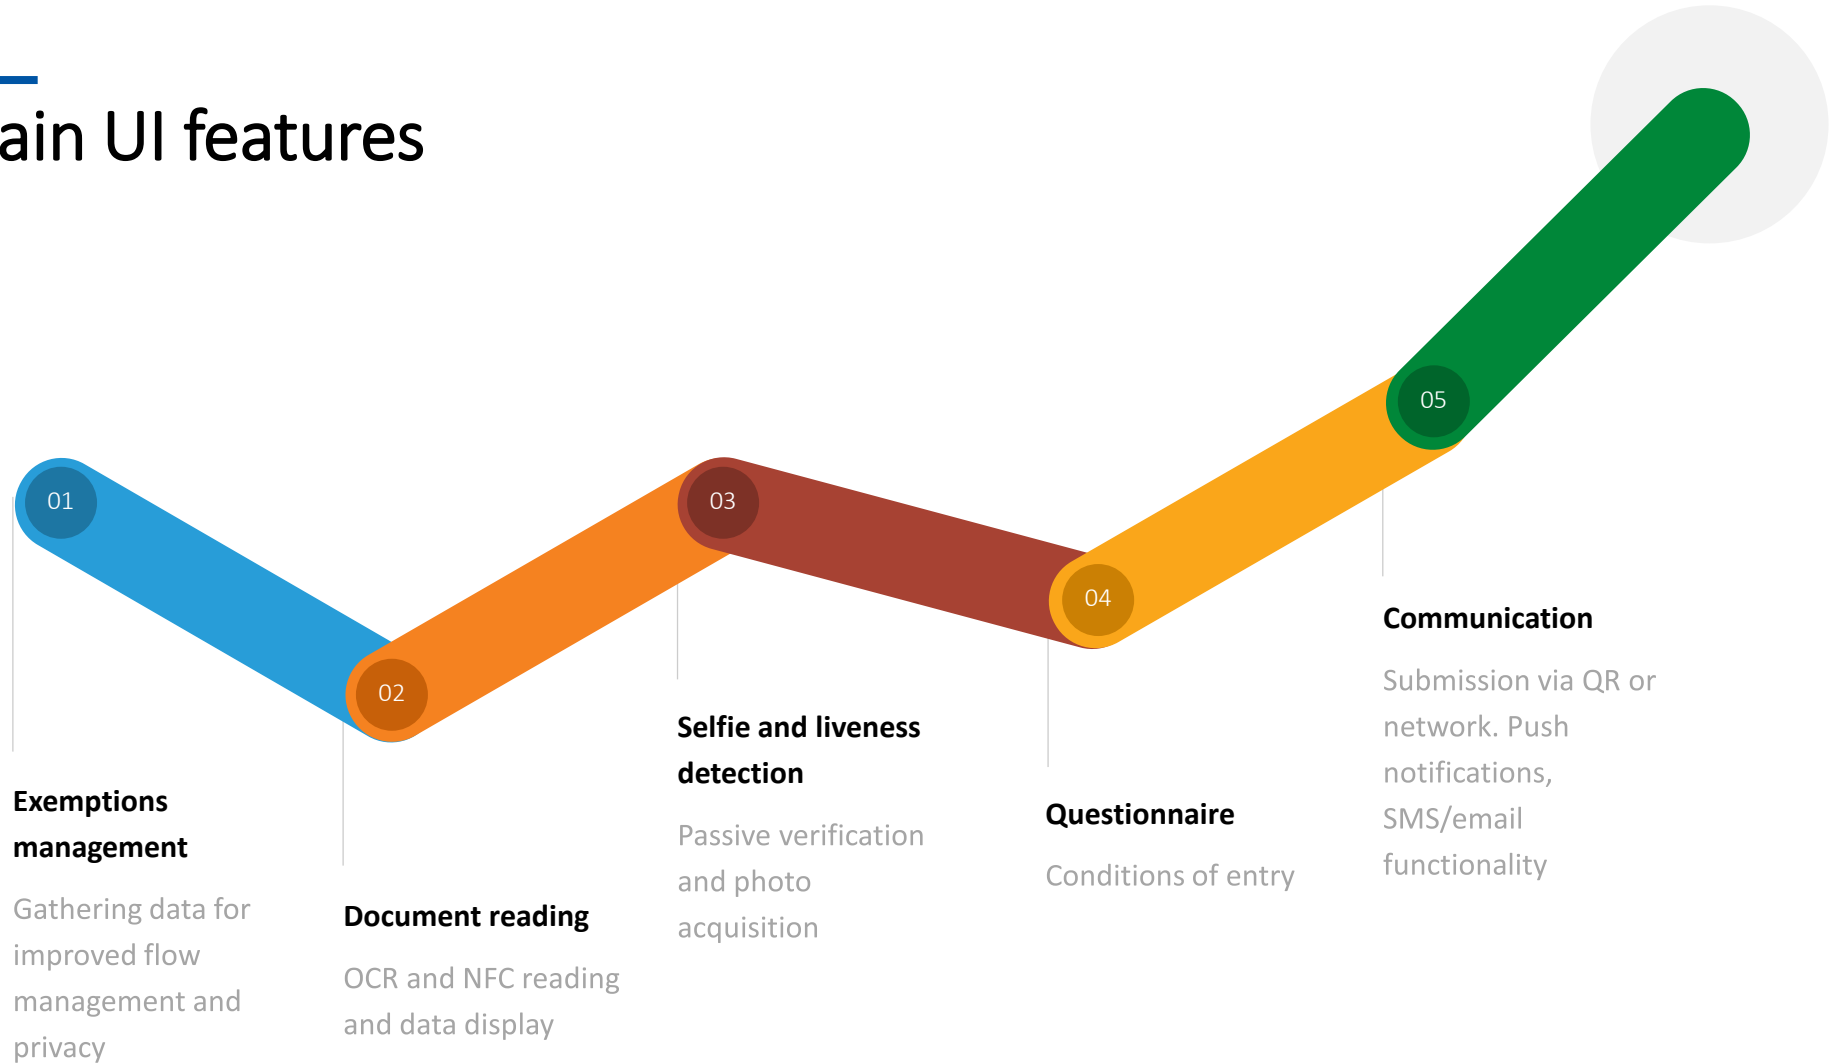 ain UI features
01
Exemptions
management
Gathering data for
improved flow
management and
privacy
02
Document reading
OCR and NFC reading
and data display
03
Selfie and liveness
detection
Passive verification
and photo
acquisition
04
Questionnaire
Conditions of entry
05
Communication
Submission via QR or
network. Push
notifications,
SMS/email
functionality